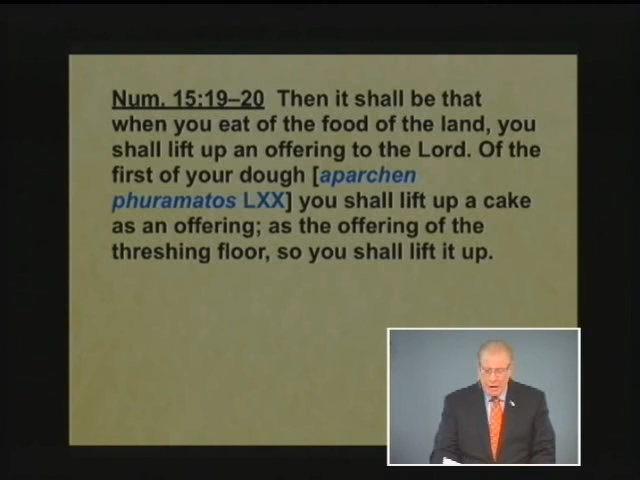 Num. 15:19–20 Then it shall be that
when you eat of the food of the land, you
shall lift up an offering to the Lord. Of the
first of your dough [aparchen
phuramatos LXX] you shall lift up a cake
as an offering; as the offering of the
threshing floor, so you shall lift it up.